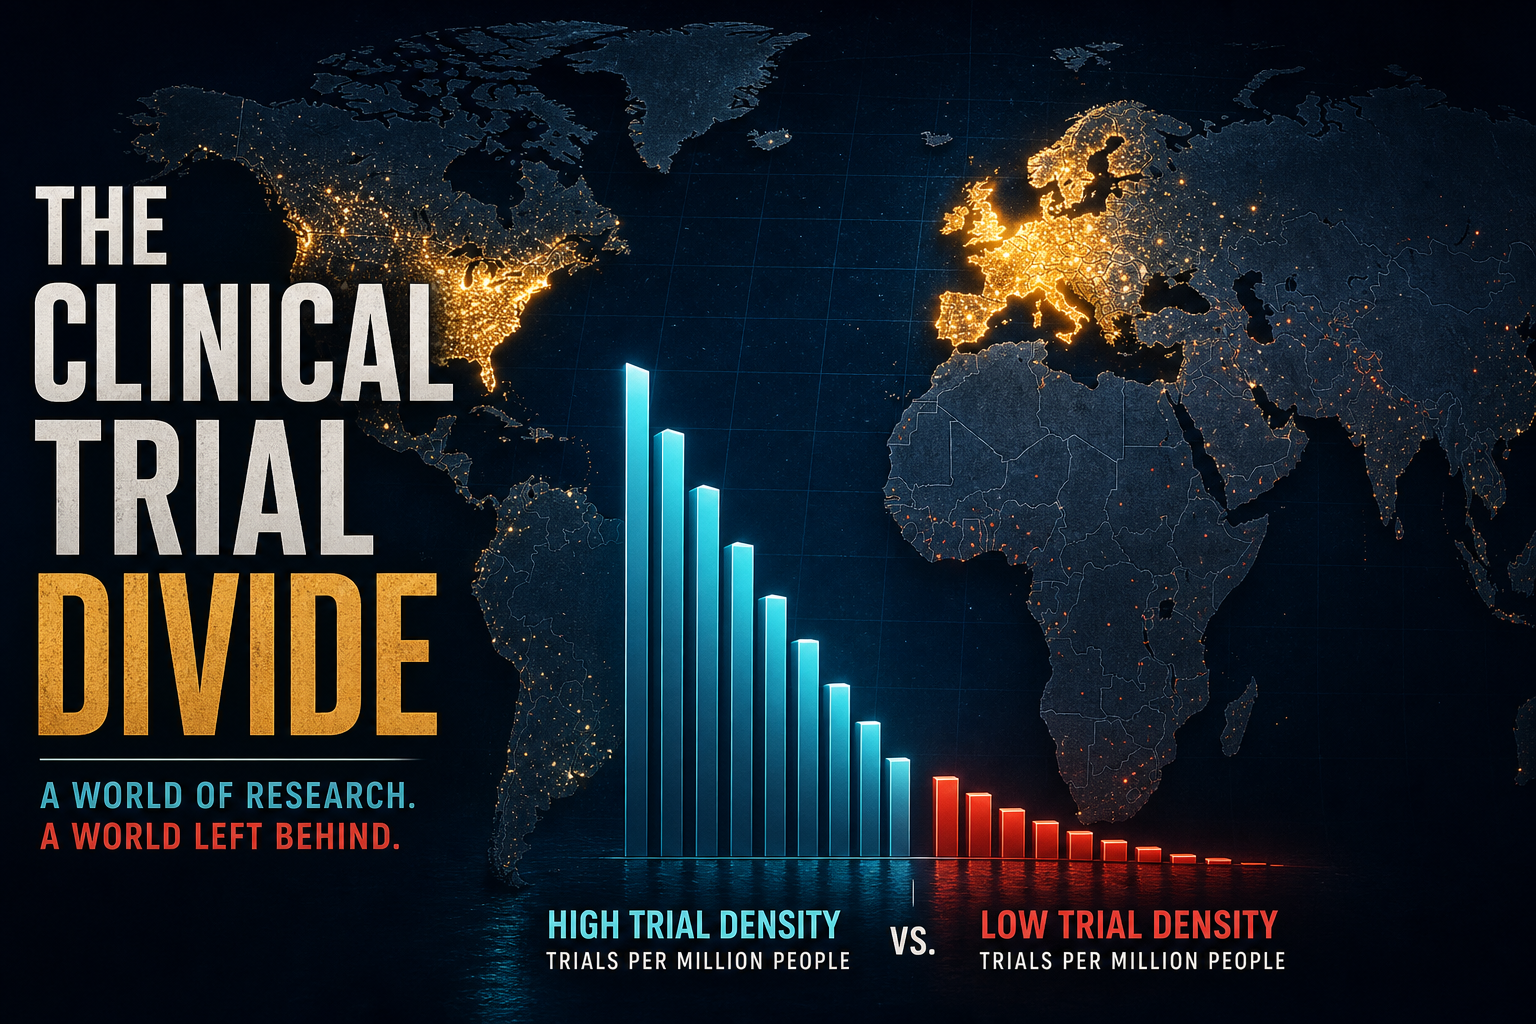 THE
CLINICAL
TRIAL
DIVIDE
A WORLD OF RESEARCH.
A WORLD LEFT BEHIND.
HIGH TRIAL DENSITY
TRIALS PER MILLION PEOPLE
VS.
LOW TRIAL DENSITY
TRIALS PER MILLION PEOPLE